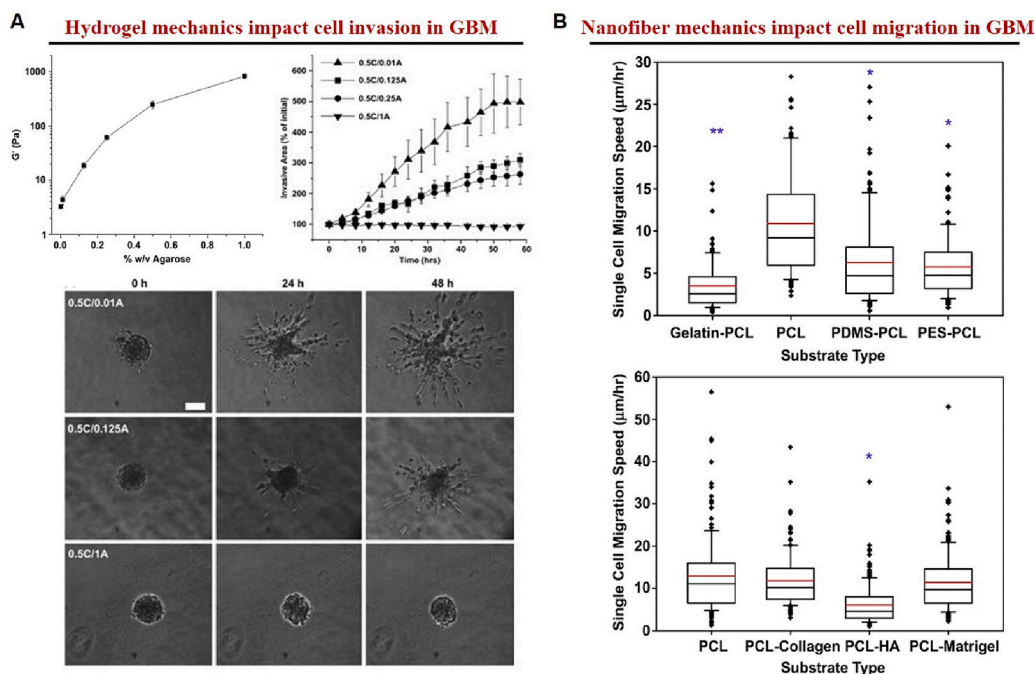 A
Hydrogel mechanics impact cell invasion in GBM
1000
100
10
1
G' (Pa)
0.0 0.2 0.4 0.6 0.8 1.0
% w/v Agarose
0.5C/0.01A
0.5C/0.125A
0.5C/0.25A
0.5C/1A
600
500
400
300
200
100
Invasive Area (% of initial)
0 10 20 30 40 50 60
Time (hrs)
0 h 24 h 48 h
0.5C/0.01A
0.5C/0.125A
0.5C/1A
B
Nanofiber mechanics impact cell migration in GBM
30
25
20
15
10
5
0
Single Cell Migration Speed (μm/hr)
**
*
*
Gelatin-PCL PCL PDMS-PCL PES-PCL
Substrate Type
60
50
40
30
20
10
0
Single Cell Migration Speed (μm/hr)
*
PCL PCL-Collagen PCL-HA PCL-Matrigel
Substrate Type